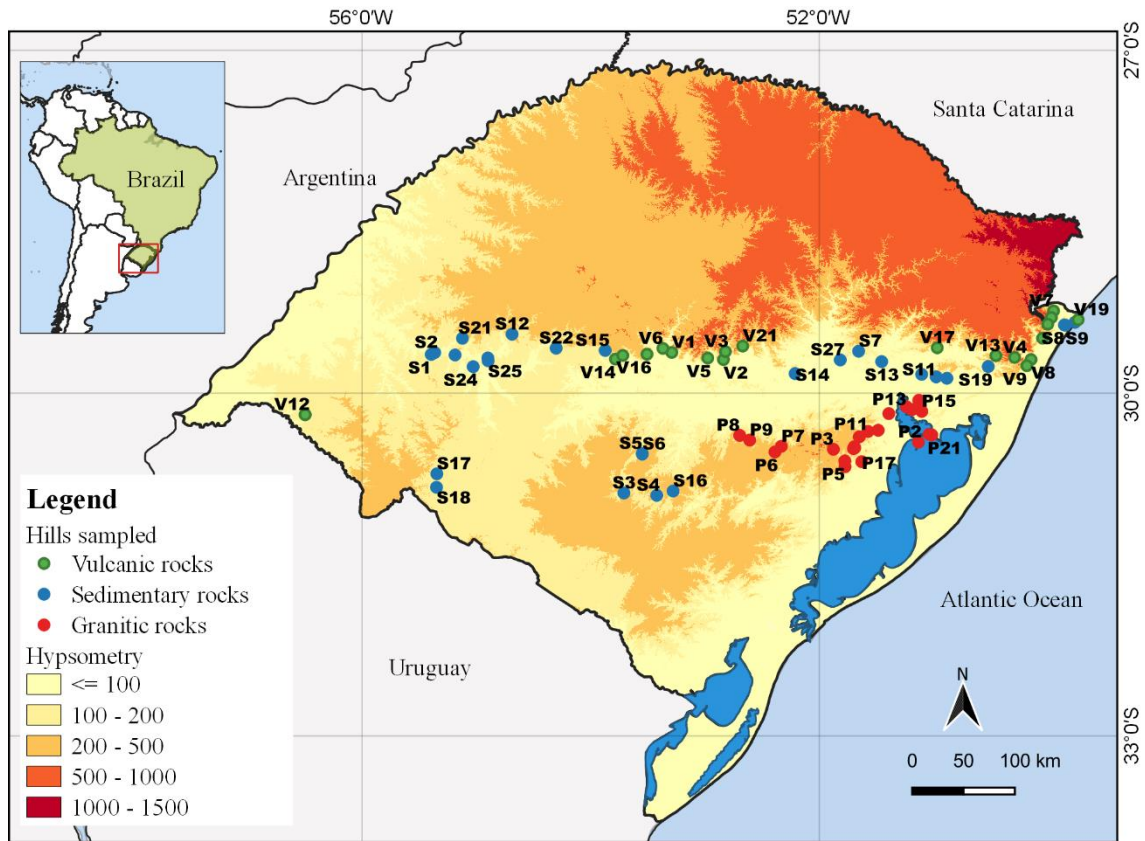 56°0'W
52°0'W
27°S
Santa Catarina
Argentina
Brazil
V19
S8
S9
S21
S12
S2
S22
S15
V6
V1
V3
V21
S7
V17
V13
V4
S1
S24
S25
V14
V16
V5
V2
S27
S14
S13
S11
S19
V9
V8
30°S
V12
P13
P15
P8
P9
P7
P3
P11
P2
P21
S5
S6
P6
P5
P17
S17
S18
S3
S4
S16
Legend
Hills sampled
Vulcanic rocks
Sedimentary rocks
Granitic rocks
Hypsometry
<= 100
100 - 200
200 - 500
500 - 1000
1000 - 1500
Atlantic Ocean
Uruguay
N
33°S
0 50 100 km